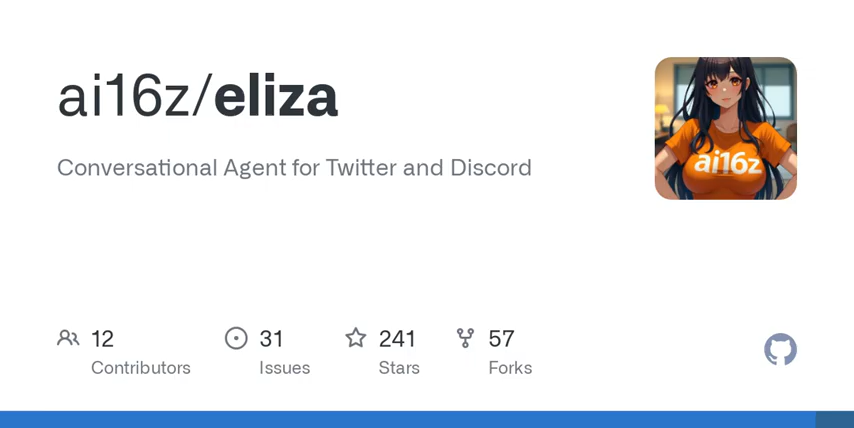 ai16z/eliza
ai16z
Conversational Agent for Twitter and Discord
12
31
241
57
Contributors
Issues
Stars
Forks